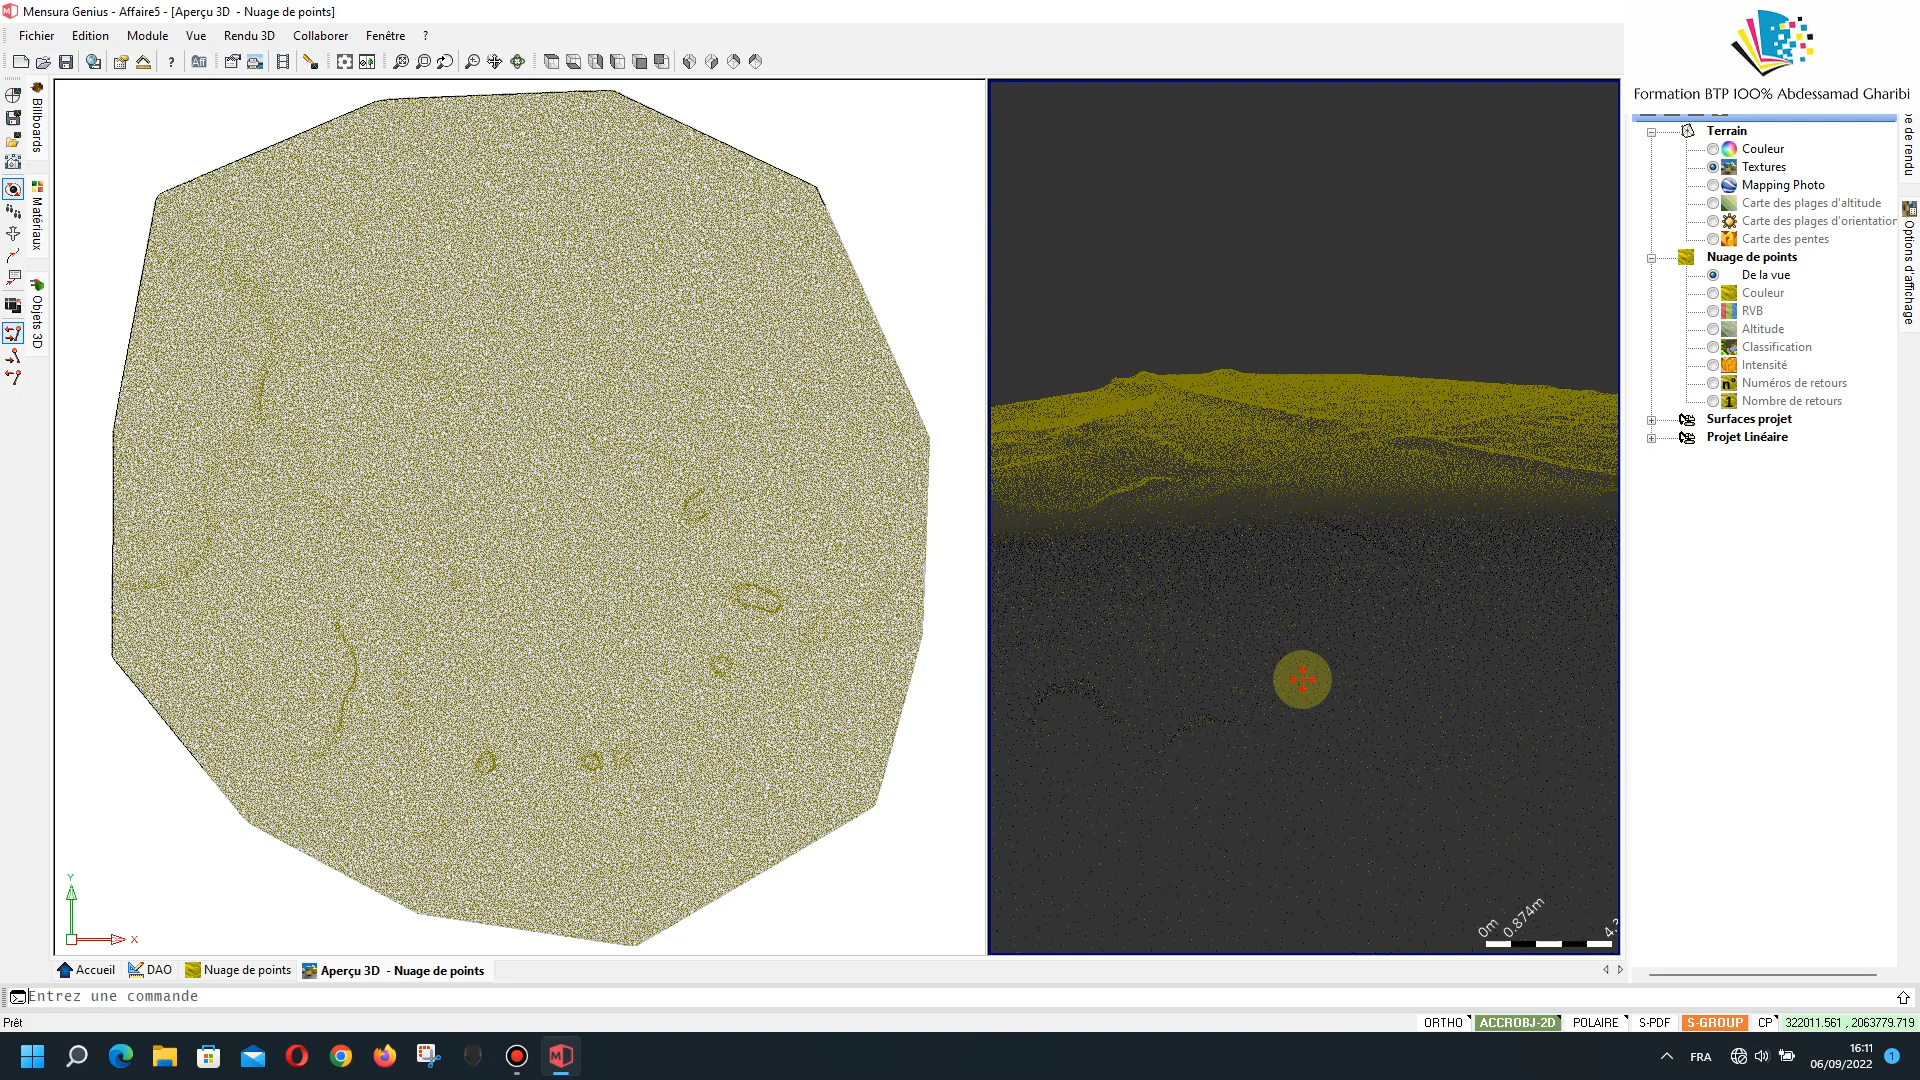 Mensura Genius - Affaire5 - [Aperçu 3D  - Nuage de points]
Fichier Edition Module Vue Rendu 3D Collaborer Fenêtre ?
Formation BTP 100% Abdessamad Gharibi
Billboards
Matériaux
Objets 3D
Terrain
Couleur
Textures
Mapping Photo
Carte des plages d'altitude
Carte des plages d'orientation
Carte des pentes
Nuage de points
De la vue
Couleur
RVB
Altitude
Classification
Intensité
Numéros de retours
Nombre de retours
Surfaces projet
Projet Linéaire
e de rendu
Options d'affichage
Y
X
0m 0.874m
Accueil DAO Nuage de points Aperçu 3D  - Nuage de points
Entrez une commande
Prêt
ORTHO ACCROBJ-2D POLAIRE S-PDF S-GROUP CP 322011.561 , 2063779.719
FRA
16:11
06/09/2022
1